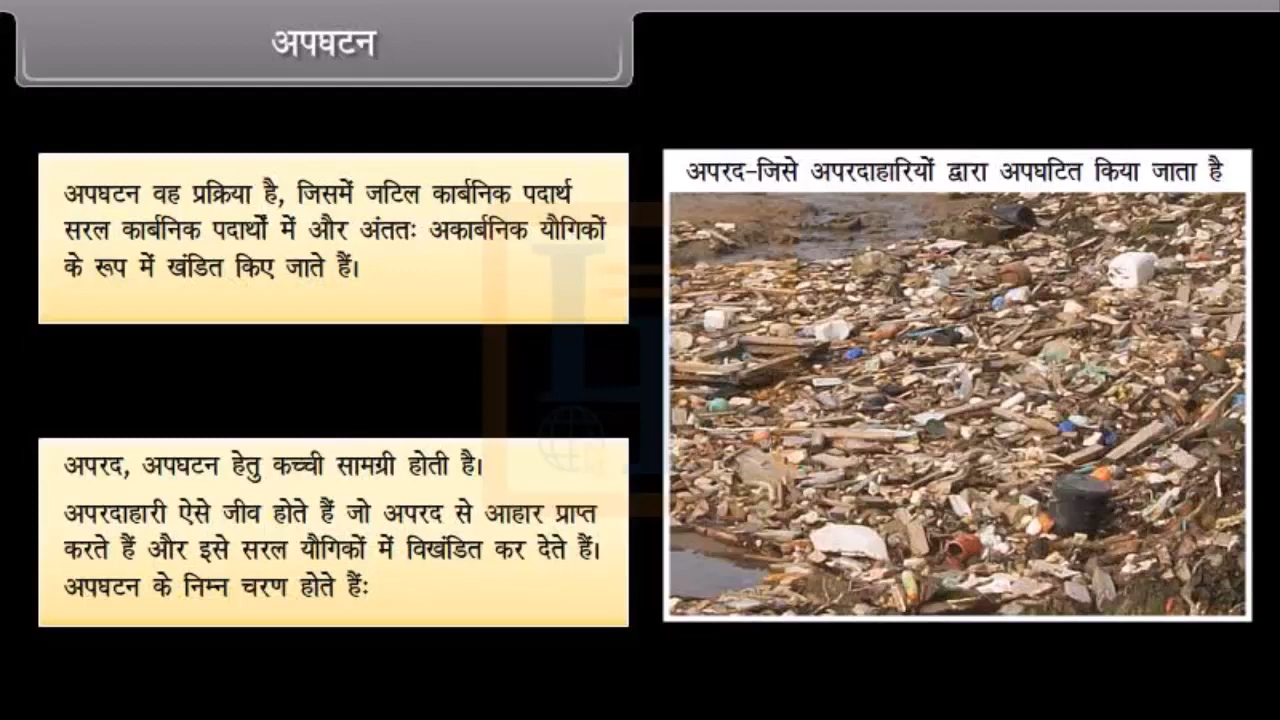 अपघटन
अपघटन वह प्रक्रिया है, जिसमें जटिल कार्बनिक पदार्थ
सरल कार्बनिक पदार्थों में और अंततः अकार्बनिक यौगिकों
के रूप में खंडित किए जाते हैं।
अपरद, अपघटन हेतु कच्ची सामग्री होती है।
अपरदाहारी ऐसे जीव होते हैं जो अपरद से आहार प्राप्त
करते हैं और इसे सरल यौगिकों में विखंडित कर देते हैं।
अपघटन के निम्न चरण होते हैंः
अपरद-जिसे अपरदाहारियों द्वारा अपघटित किया जाता है